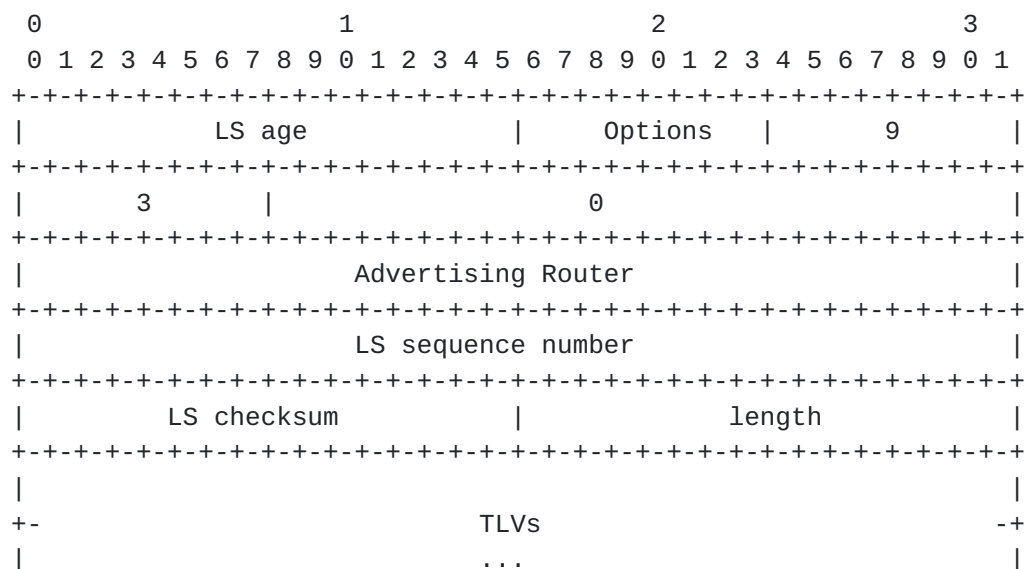 0                   1                   2                   3
 0 1 2 3 4 5 6 7 8 9 0 1 2 3 4 5 6 7 8 9 0 1 2 3 4 5 6 7 8 9 0 1
+-+-+-+-+-+-+-+-+-+-+-+-+-+-+-+-+-+-+-+-+-+-+-+-+-+-+-+-+-+-+-+-+
|            LS age             |     Options   |       9       |
+-+-+-+-+-+-+-+-+-+-+-+-+-+-+-+-+-+-+-+-+-+-+-+-+-+-+-+-+-+-+-+-+
|       3       |                    0                          |
+-+-+-+-+-+-+-+-+-+-+-+-+-+-+-+-+-+-+-+-+-+-+-+-+-+-+-+-+-+-+-+-+
|                     Advertising Router                        |
+-+-+-+-+-+-+-+-+-+-+-+-+-+-+-+-+-+-+-+-+-+-+-+-+-+-+-+-+-+-+-+-+
|                     LS sequence number                        |
+-+-+-+-+-+-+-+-+-+-+-+-+-+-+-+-+-+-+-+-+-+-+-+-+-+-+-+-+-+-+-+-+
|         LS checksum           |             length            |
+-+-+-+-+-+-+-+-+-+-+-+-+-+-+-+-+-+-+-+-+-+-+-+-+-+-+-+-+-+-+-+-+
|                                                               |
+-                            TLVs                             -+
|                             ...                               |